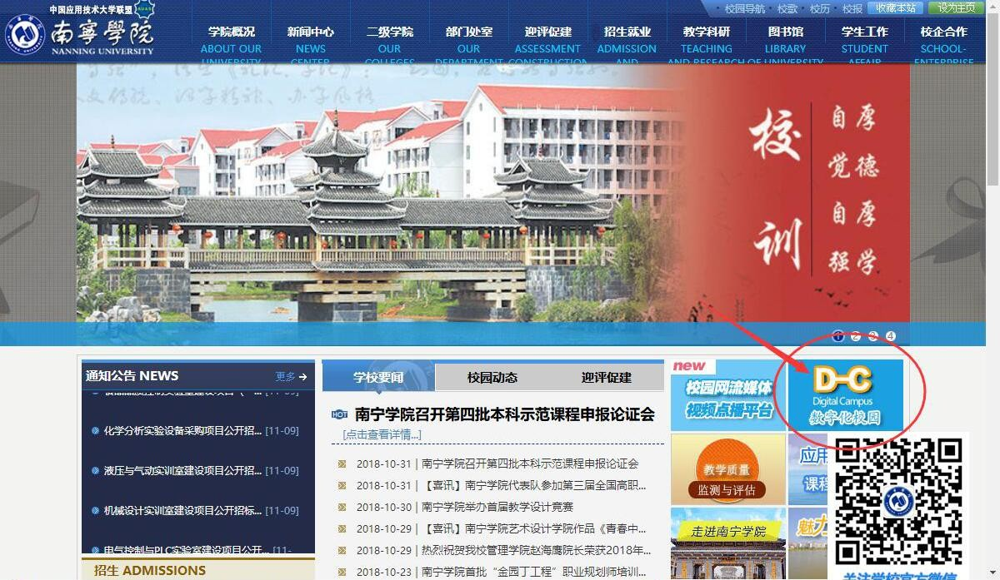 中国应用技术大学联盟
南寧學院
NANNING UNIVERSITY
校园导航 · 校歌 · 校历 · 校报 收藏本站 设为主页
学院概况 新闻中心 二级学院 部门处室 迎评促建 招生就业 教学科研 图书馆 学生工作 校企合作
ABOUT OUR NEWS OUR OUR ASSESSMENT ADMISSION TEACHING LIBRARY STUDENT SCHOOL-
UNIVERSITY CENTER COLLEGES DEPARTMENT CONSTRUCTION AND AND RESEARCH OF UNIVERSITY AFFAIR ENTERPRISE
校训
厚德厚学
自觉自强
1 2 3 4
通知公告 NEWS 更多
化学分析实验设备采购项目公开招... [11-09]
液压与气动实训室建设项目公开招... [11-09]
机械设计实训室建设项目公开招标... [11-09]
电气控制与PLC实验室建设项目公开... [11-
招生 ADMISSIONS
学校要闻 校园动态 迎评促建
HOT 南宁学院召开第四批本科示范课程申报论证会
[点击查看详情...]
2018-10-31 | 南宁学院召开第四批本科示范课程申报论证会
2018-10-31 | 【喜讯】南宁学院代表队参加第三届全国高职...
2018-10-30 | 南宁学院举办首届教学设计竞赛
2018-10-29 | 【喜讯】南宁学院艺术设计学院作品《青春中...
2018-10-29 | 热烈祝贺我校管理学院赵海鹰院长荣获2018年...
2018-10-23 | 南宁学院首批“金园丁工程”职业规划师培训...
new
校园网流媒体
视频点播平台
D-C
Digital Campus
数字化校园
教学质量
监测与评估
应用
课程
走进南宁学院
魅力
关注学校官方微信